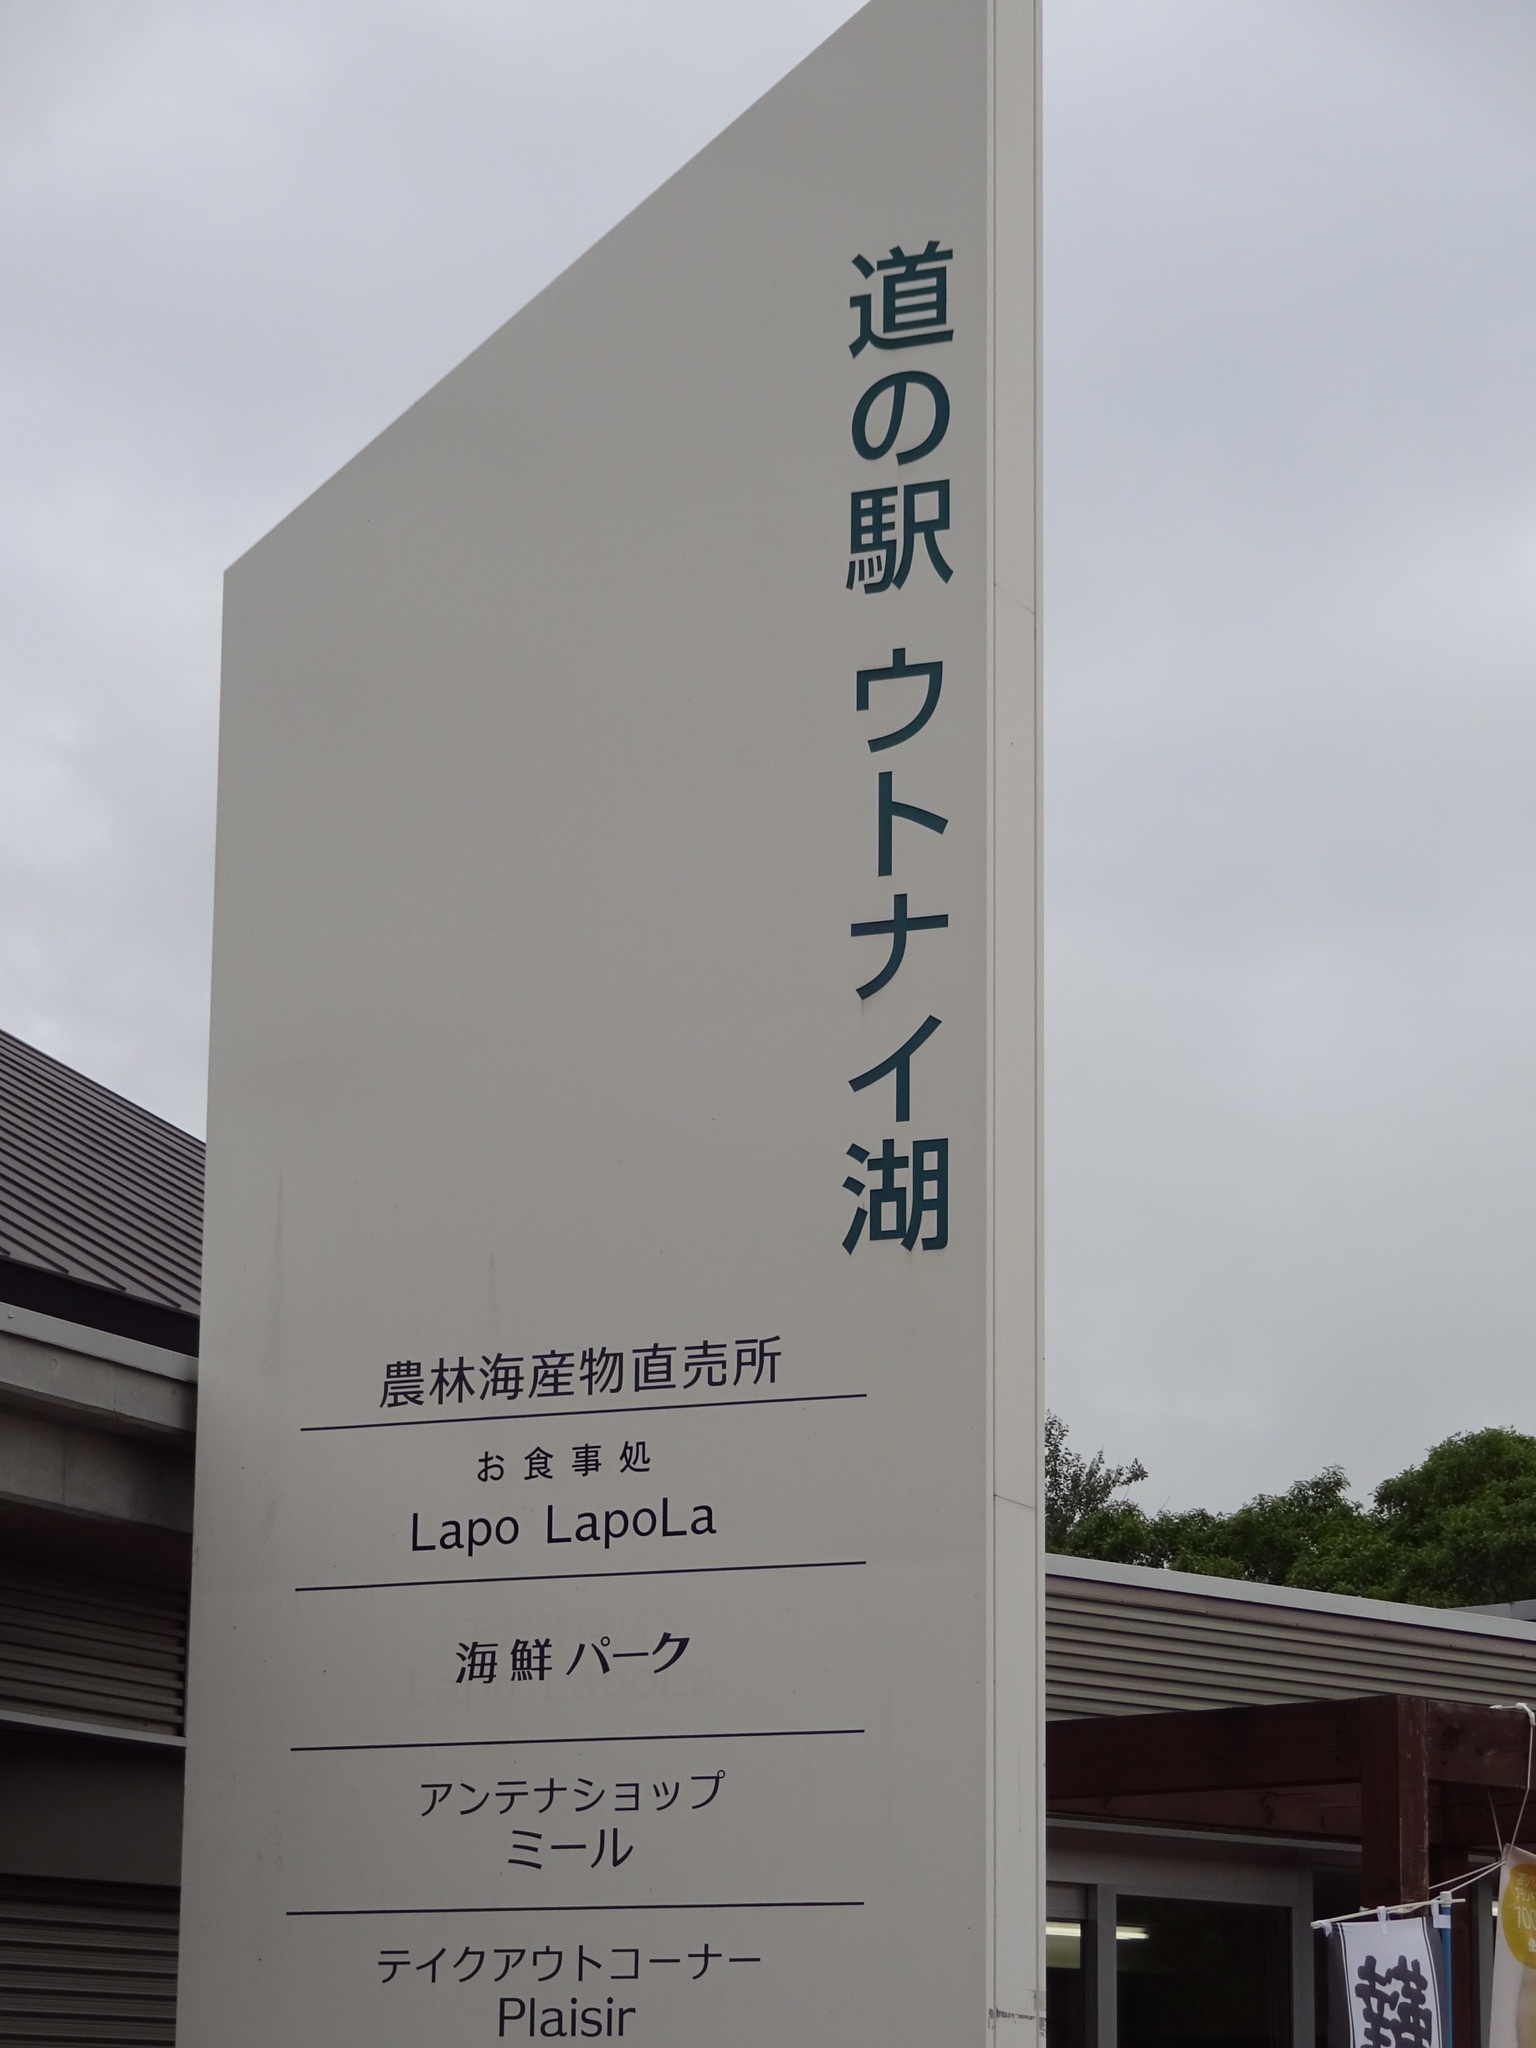 道の駅 ウトナイ湖
農林海産物直売所
お食事処
Lapo LapoLa
海鮮パーク
アンテナショップ
ミール
テイクアウトコーナー
Plaisir